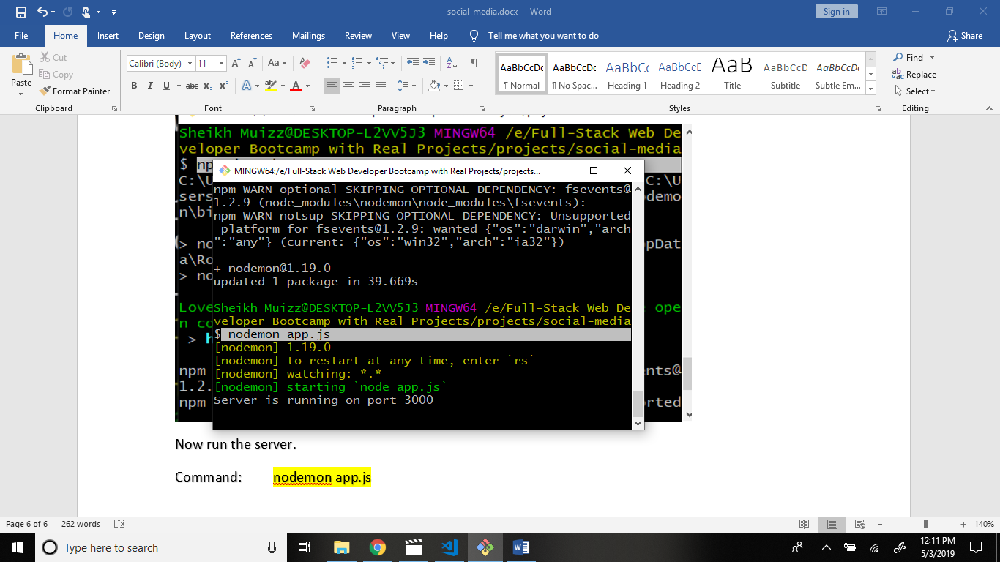 social-media.docx - Word
Sign in
File Home Insert Design Layout References Mailings Review View Help Tell me what you want to do Share
Paste
Cut
Copy
Format Painter
Clipboard
Calibri (Body) 11
Font
Paragraph
AaBbCcDc AaBbCcDc AaBbCc AaBbCcD AaB AaBbCcD AaBbCcDc
¶ Normal ¶ No Spac... Heading 1 Heading 2 Title Subtitle Subtle Em...
Styles
Find
Replace
Select
Editing
Sheikh Muizz@DESKTOP-L2VV5J3 MINGW64 /e/Full-Stack Web De
veloper Bootcamp with Real Projects/projects/social-media
$ np
C:\U C:\U
sers odemo
n\bi
> no ppDat
a\Ro
> no
Love ope
n co
> h
npm ents@
1.2.
npm orted
MINGW64:/e/Full-Stack Web Developer Bootcamp with Real Projects/projects...
npm WARN optional SKIPPING OPTIONAL DEPENDENCY: fsevents@
1.2.9 (node_modules\nodemon\node_modules\fsevents):
npm WARN notsup SKIPPING OPTIONAL DEPENDENCY: Unsupported
platform for fsevents@1.2.9: wanted {"os":"darwin","arch
":"any"} (current: {"os":"win32","arch":"ia32"})
+ nodemon@1.19.0
updated 1 package in 39.669s
Sheikh Muizz@DESKTOP-L2VV5J3 MINGW64 /e/Full-Stack Web De
veloper Bootcamp with Real Projects/projects/social-media
$ nodemon app.js
[nodemon] 1.19.0
[nodemon] to restart at any time, enter `rs`
[nodemon] watching: *.*
[nodemon] starting `node app.js`
Server is running on port 3000
Now run the server.
Command: nodemon app.js
Page 6 of 6 262 words 140%
Type here to search
12:11 PM
5/3/2019